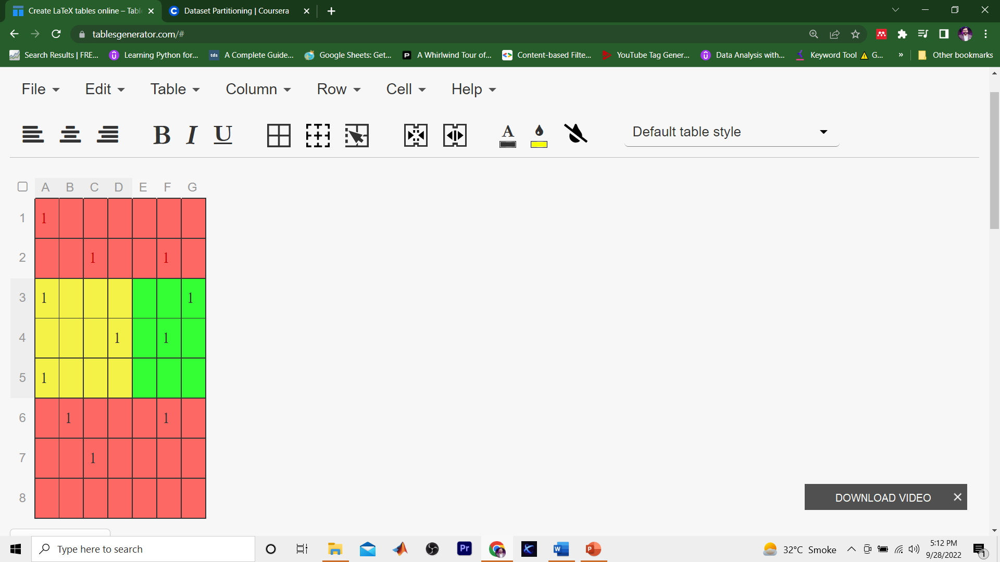 Create LaTeX tables online – Table
Dataset Partitioning | Coursera
tablesgenerator.com/#
Search Results | FRE...
Learning Python for...
tds A Complete Guide...
Google Sheets: Get...
A Whirlwind Tour of...
Content-based Filte...
YouTube Tag Gener...
Data Analysis with...
Keyword Tool ⚠ G...
»
Other bookmarks
File Edit Table Column Row Cell Help
B I U A Default table style
A B C D E F G
1 1
2 1 1
3 1 1
4 1 1
5 1
6 1 1
7 1
8
DOWNLOAD VIDEO
Type here to search
Pr
W
P
32°C Smoke
5:12 PM
9/28/2022
1